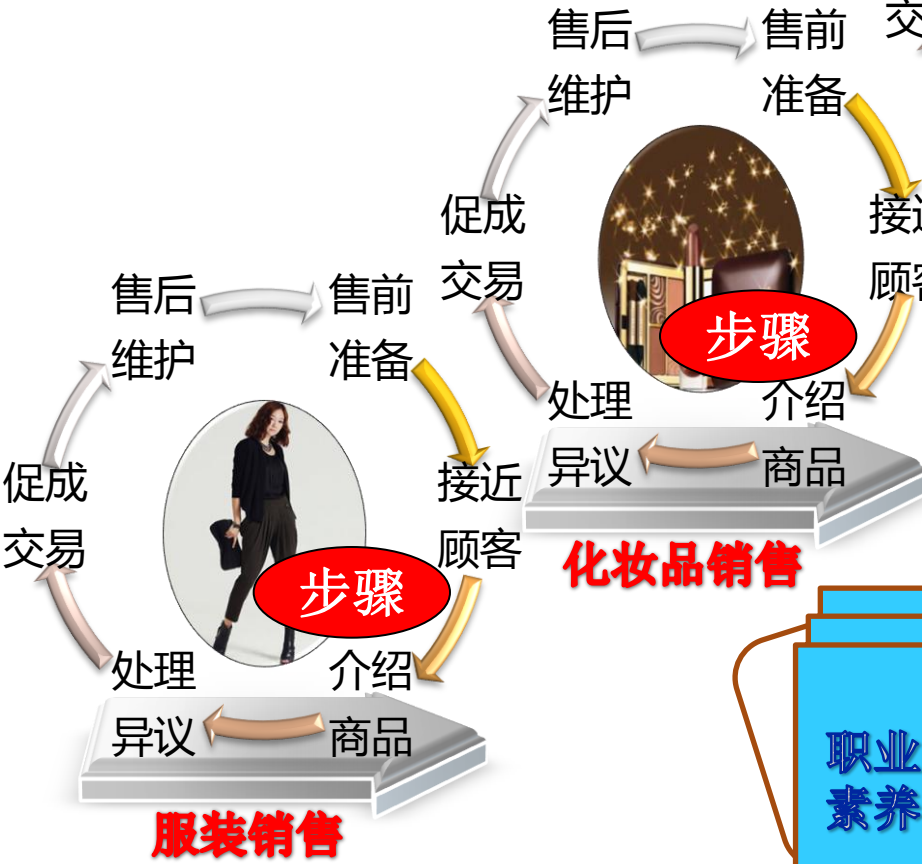 售后
维护
售前
准备
接近
顾客
介绍
商品
处理
异议
促成
交易
步骤
化妆品销售
售后
维护
售前
准备
接近
顾客
介绍
商品
处理
异议
促成
交易
步骤
服装销售
职业
素养